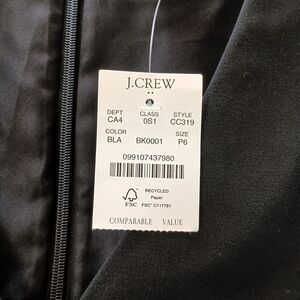 J.CREW
DEPT CLASS STYLE
CA4 0S1 CC319
COLOR SIZE
BLA BK0001 P6
099107437980
FSC
RECYCLED
Paper
FSC® C117781
COMPARABLE VALUE